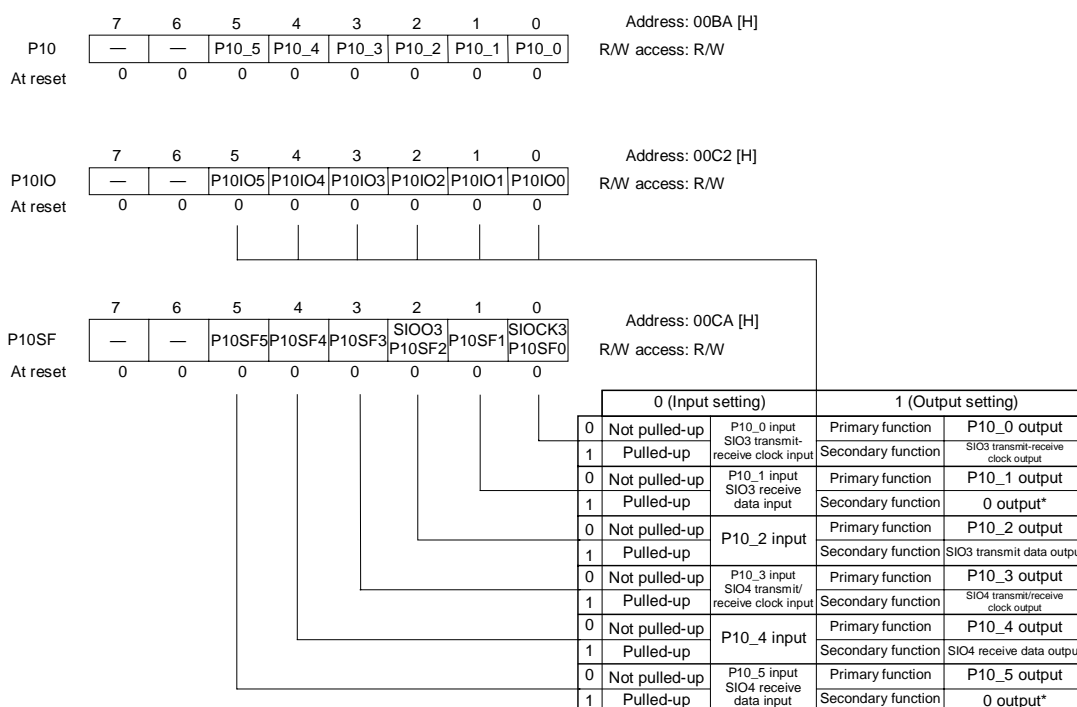 7 6 5 4 3 2 1 0 Address: 00BA [H]
P10 — — P10_5 P10_4 P10_3 P10_2 P10_1 P10_0 R/W access: R/W
At reset 0 0 0 0 0 0 0 0
7 6 5 4 3 2 1 0 Address: 00C2 [H]
P10IO — — P10IO5 P10IO4 P10IO3 P10IO2 P10IO1 P10IO0 R/W access: R/W
At reset 0 0 0 0 0 0 0 0
7 6 5 4 3 2 1 0 Address: 00CA [H]
P10SF — — P10SF5 P10SF4 P10SF3 SIOO3 P10SF2 P10SF1 SIOCK3 P10SF0 R/W access: R/W
At reset 0 0 0 0 0 0 0 0
0 (Input setting) 1 (Output setting)
0 Not pulled-up P10_0 input Primary function P10_0 output
SIO3 transmit-
1 Pulled-up receive clock input Secondary function SIO3 transmit-receive clock output
0 Not pulled-up P10_1 input Primary function P10_1 output
SIO3 receive
1 Pulled-up data input Secondary function 0 output*
0 Not pulled-up Primary function P10_2 output
P10_2 input
1 Pulled-up Secondary function SIO3 transmit data outpu
0 Not pulled-up P10_3 input Primary function P10_3 output
SIO4 transmit/
1 Pulled-up receive clock input Secondary function SIO4 transmit/receive clock output
0 Not pulled-up Primary function P10_4 output
P10_4 input
1 Pulled-up Secondary function SIO4 receive data outpu
0 Not pulled-up P10_5 input Primary function P10_5 output
SIO4 receive
1 Pulled-up data input Secondary function 0 output*